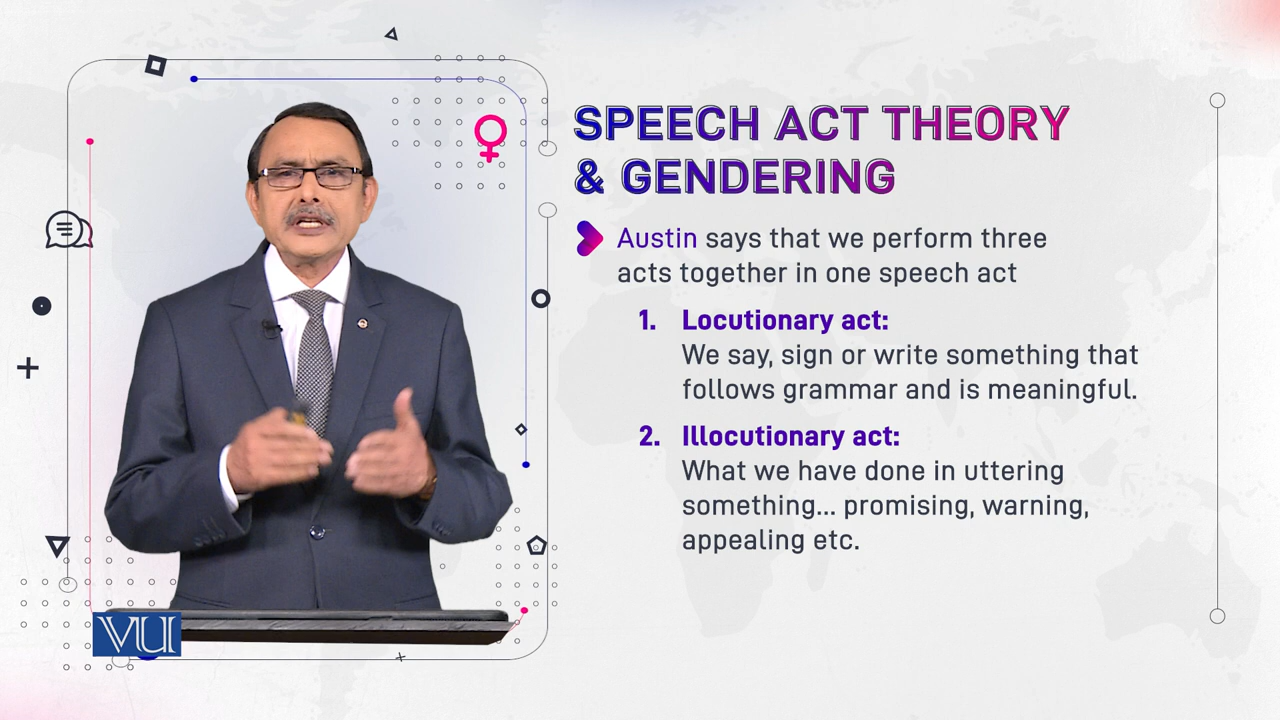 SPEECH ACT THEORY
& GENDERING
Austin says that we perform three
acts together in one speech act
1. Locutionary act:
We say, sign or write something that
follows grammar and is meaningful.
2. Illocutionary act:
What we have done in uttering
something... promising, warning,
appealing etc.
VU